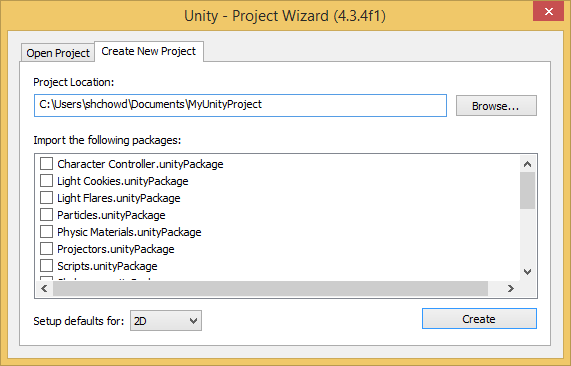 Unity - Project Wizard (4.3.4f1)
Open Project
Create New Project
Project Location:
C:\Users\shchowd\Documents\MyUnityProject
Browse...
Import the following packages:
Character Controller.unityPackage
Light Cookies.unityPackage
Light Flares.unityPackage
Particles.unityPackage
Physic Materials.unityPackage
Projectors.unityPackage
Scripts.unityPackage
Setup defaults for:
2D
Create